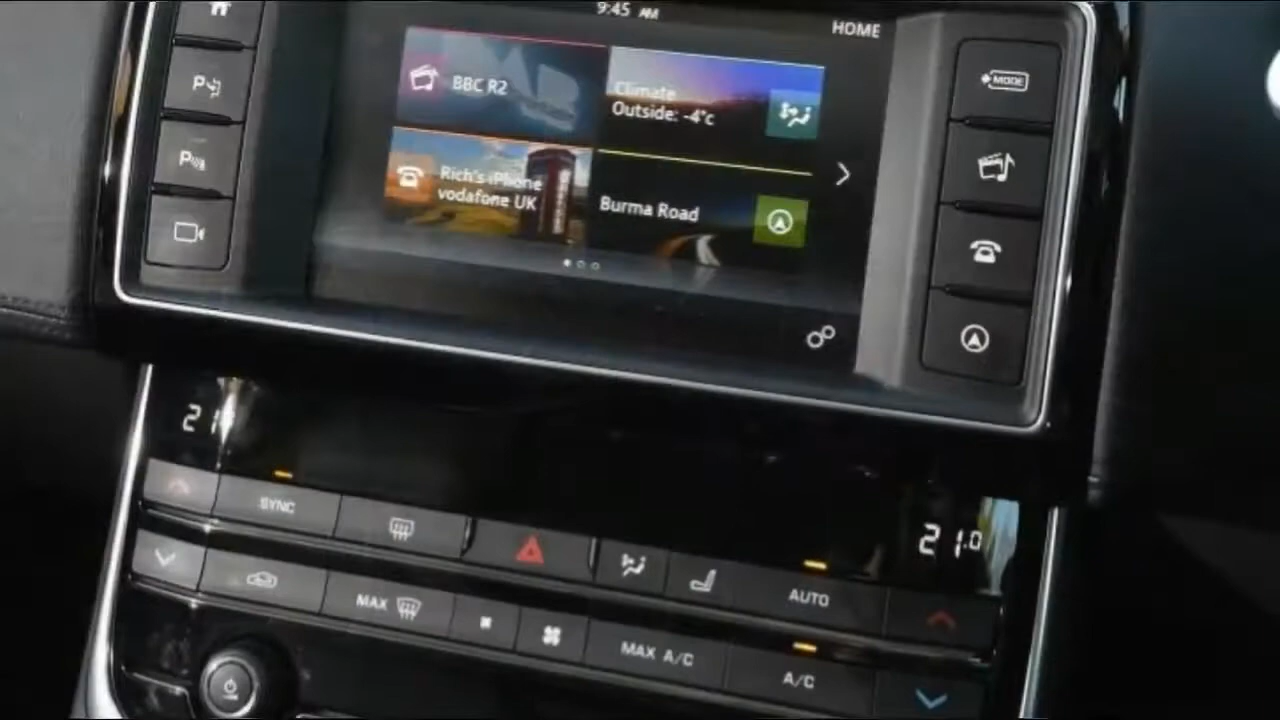 9:45 AM
HOME
BBC R2
Climate
Outside: -4°c
Rich's iPhone
vodafone UK
Burma Road
MODE
21
SYNC
21.0
AUTO
MAX
MAX A/C
A/C